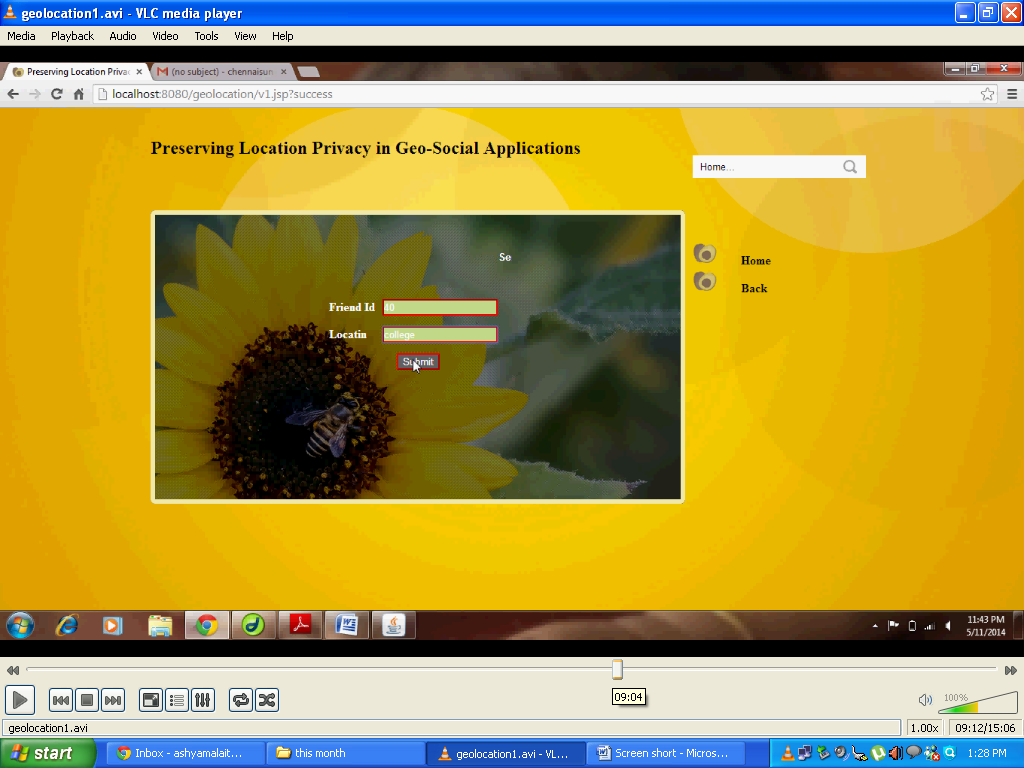 geolocation1.avi - VLC media player
Media Playback Audio Video Tools View Help
Preserving Location Priva
(no subject) - chennaisun
localhost:8080/geolocation/v1.jsp?success
Preserving Location Privacy in Geo-Social Applications
Home...
Se
Home
Friend Id 40
Back
Locatin college
Submit
11:43 PM
5/11/2014
09:04
100%
geolocation1.avi 1.00x 09:12/15:06
start Inbox - ashyamalait... this month geolocation1.avi - VL... Screen short - Micros... 1:28 PM